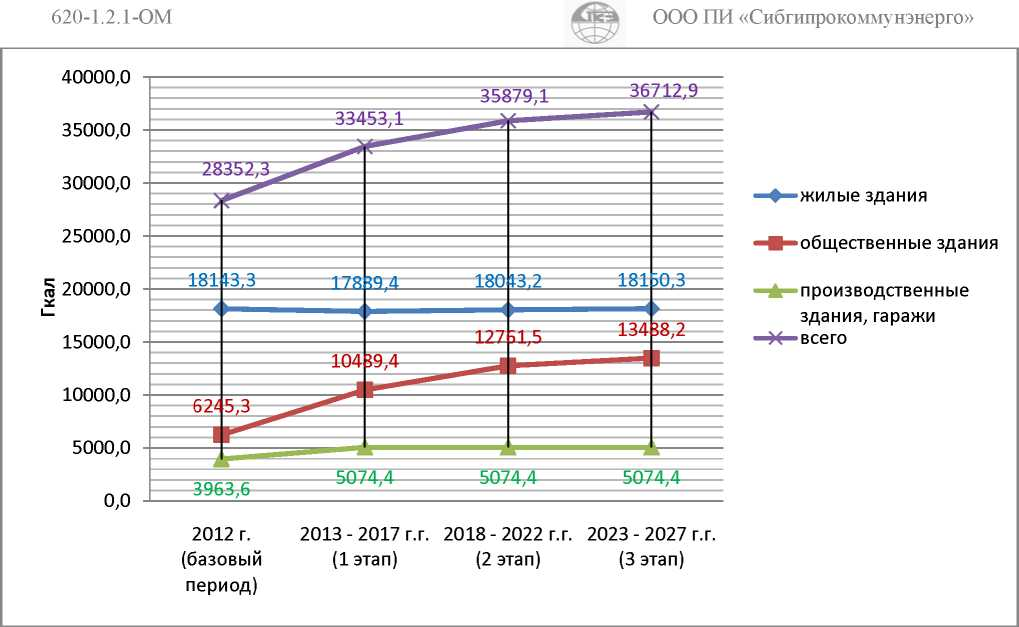 620-1.2.1-ОМ
ООО ПИ «Сибгипрокоммунэнерго»
40000,0
35000,0
30000,0
25000,0
20000,0
15000,0
10000,0
5000,0
0,0
Гкал
28352,3
33453,1
35879,1
36712,9
18143,3
17889,4
18043,2
18150,3
6245,3
10489,4
12761,5
13488,2
3963,6
5074,4
5074,4
5074,4
2012 г.
(базовый
период)
2013 - 2017 г.г.
(1 этап)
2018 - 2022 г.г.
(2 этап)
2023 - 2027 г.г.
(3 этап)
жилые здания
общественные здания
производственные
здания, гаражи
всего